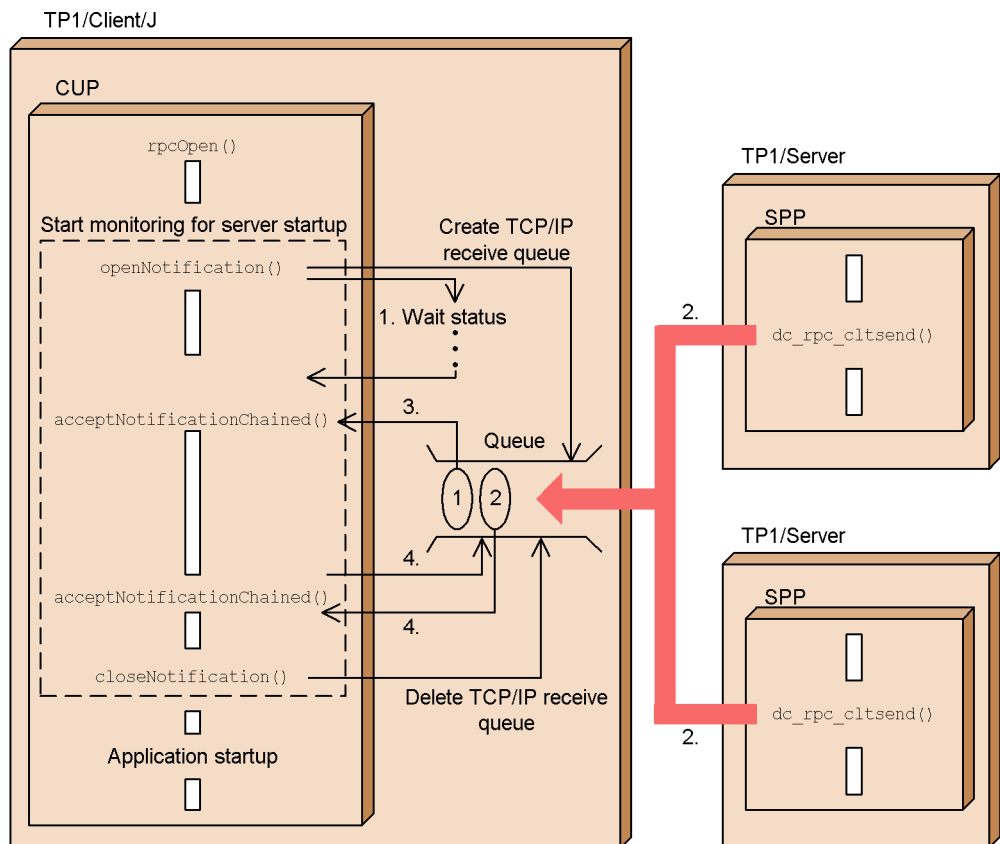 TP1/Client/J
CUP
rpcOpen()
Start monitoring for server startup
openNotification()
Create TCP/IP
receive queue
1. Wait status
acceptNotificationChained()
3.
Queue
1
2
4.
acceptNotificationChained()
4.
closeNotification()
Delete TCP/IP receive
queue
Application startup
TP1/Server
SPP
2.
dc_rpc_cltsend()
TP1/Server
SPP
dc_rpc_cltsend()
2.